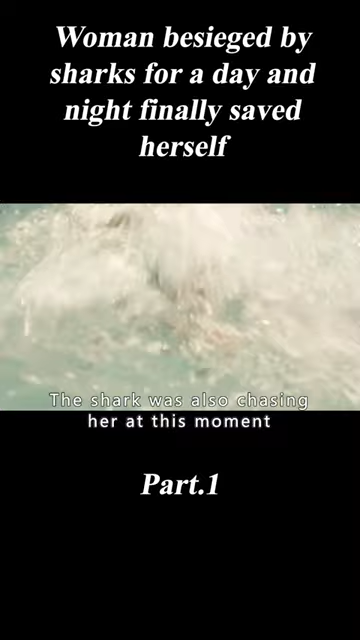 Woman besieged by
sharks for a day and
night finally saved
herself
The shark was also chasing
her at this moment
Part.1